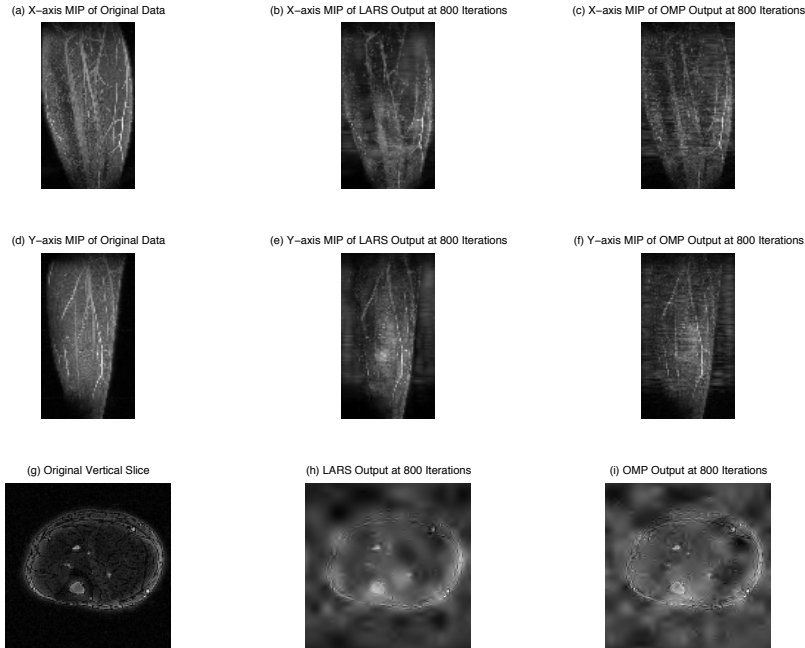 (a) X−axis MIP of Original Data
(b) X−axis MIP of LARS Output at 800 Iterations
(c) X−axis MIP of OMP Output at 800 Iterations
(d) Y−axis MIP of Original Data
(e) Y−axis MIP of LARS Output at 800 Iterations
(f) Y−axis MIP of OMP Output at 800 Iterations
(g) Original Vertical Slice
(h) LARS Output at 800 Iterations
(i) OMP Output at 800 Iterations